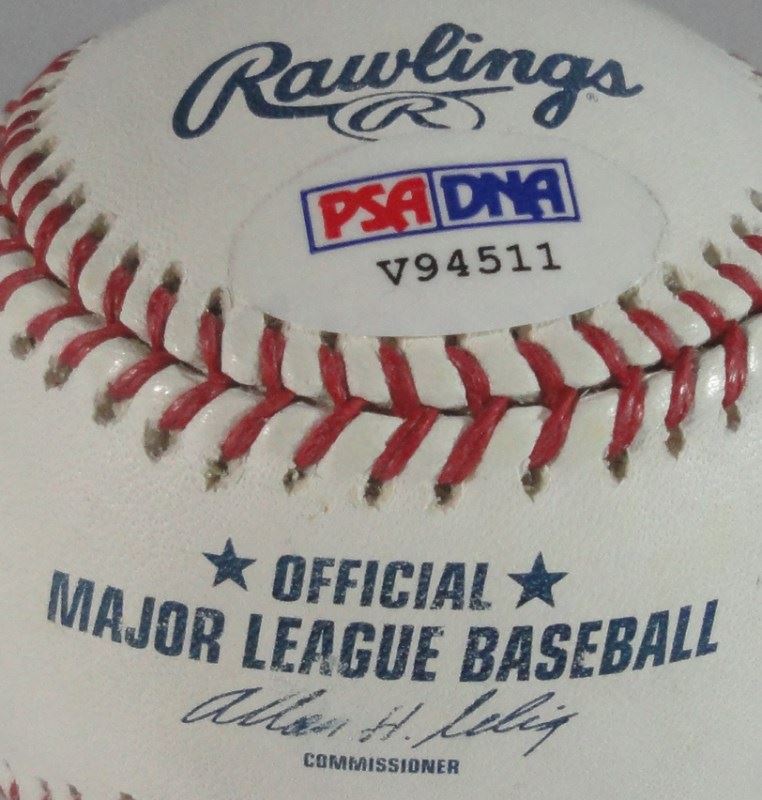 Rawlings ®
R
PSA DNA
V94511
★ OFFICIAL ★
MAJOR LEAGUE BASEBALL
Allan H. Selig
COMMISSIONER